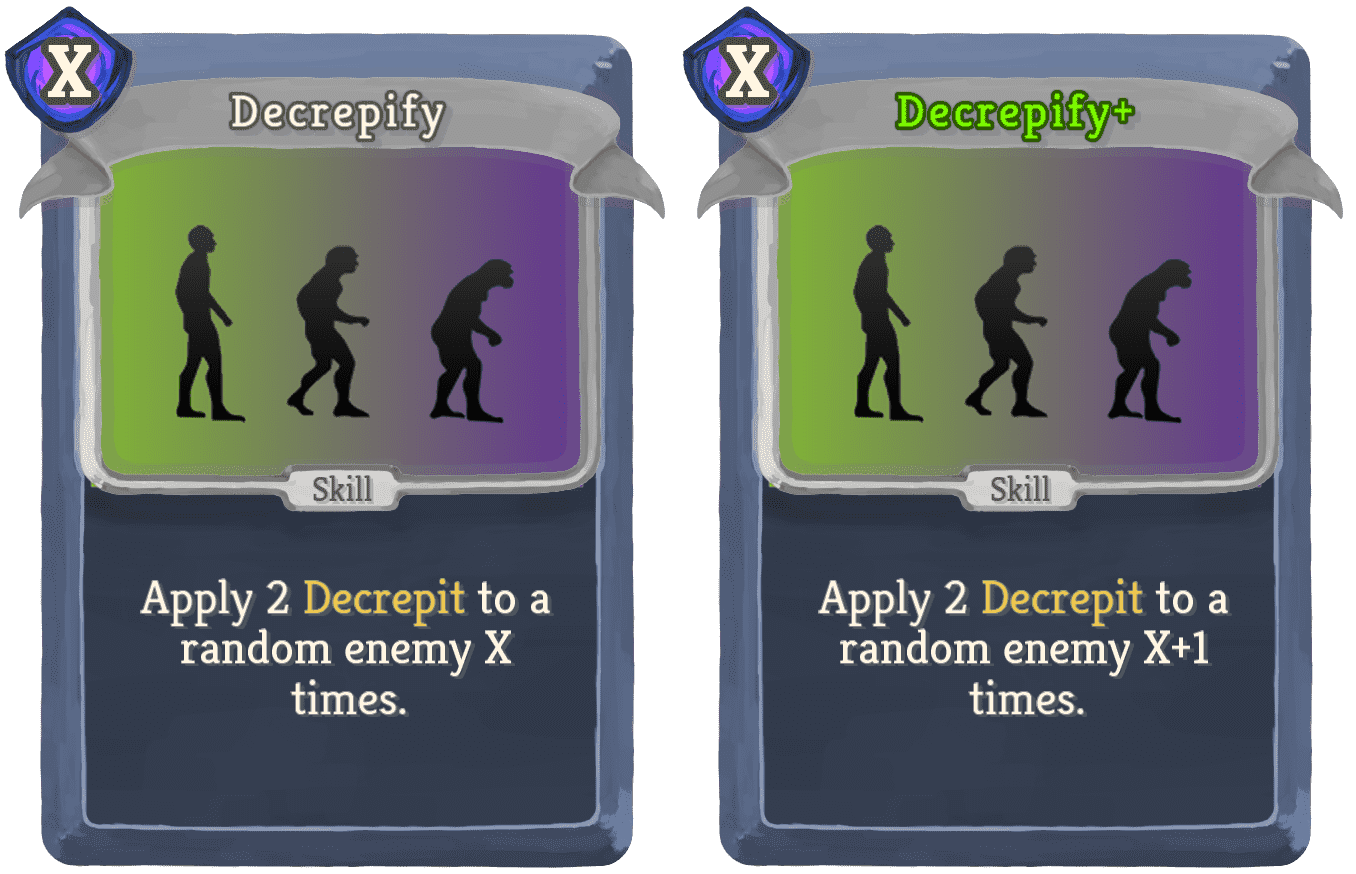 X
Decrepify
Skill
Apply 2 Decrepit to a
random enemy X
times.
X
Decrepify+
Skill
Apply 2 Decrepit to a
random enemy X+1
times.